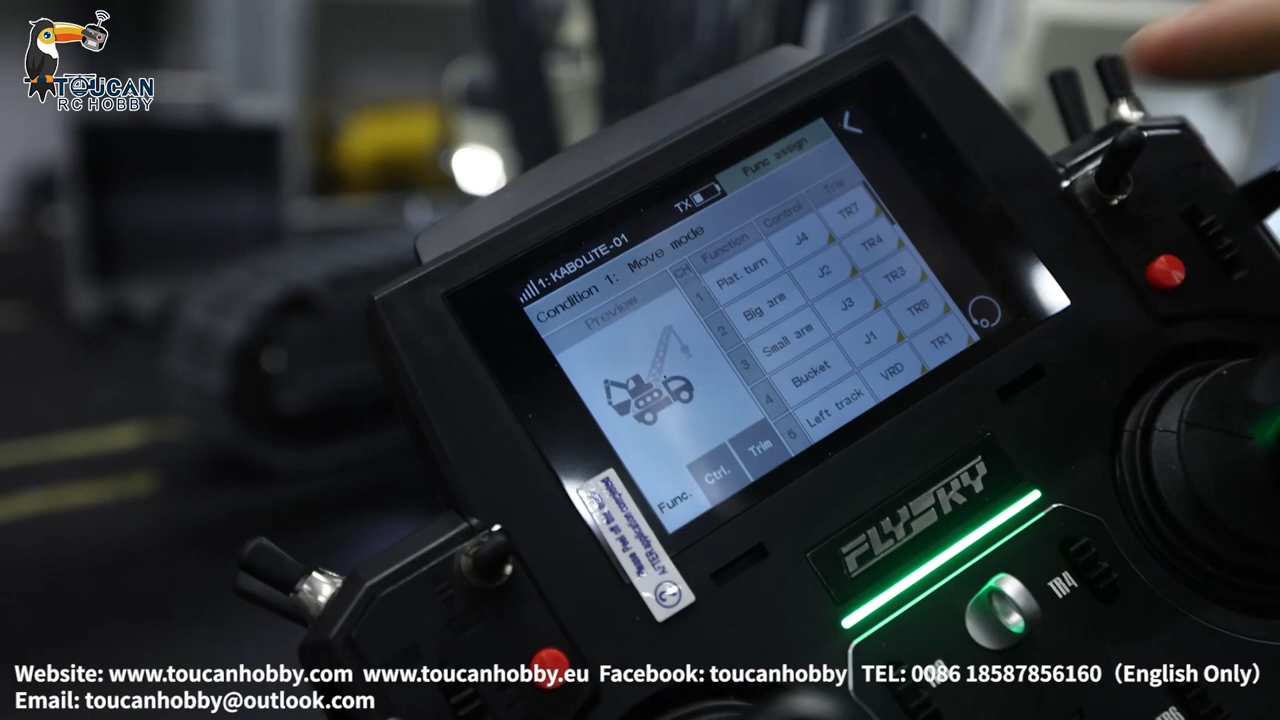 TOUCAN
RC HOBBY
TX
Func assign
1: KABOLITE-01
Condition 1: Move mode
Preview
CH
Function
Control
Trim
1
Plat. turn
J4
TR7
2
Big arm
J2
TR4
3
Small arm
J3
TR3
4
Bucket
J1
TR8
5
Left track
VRD
TR1
Func.
Ctrl.
Trim
AFTER application completed
FLYSKY
TR4
Website: www.toucanhobby.com www.toucanhobby.eu Facebook: toucanhobby TEL: 0086 18587856160（English Only）
Email: toucanhobby@outlook.com